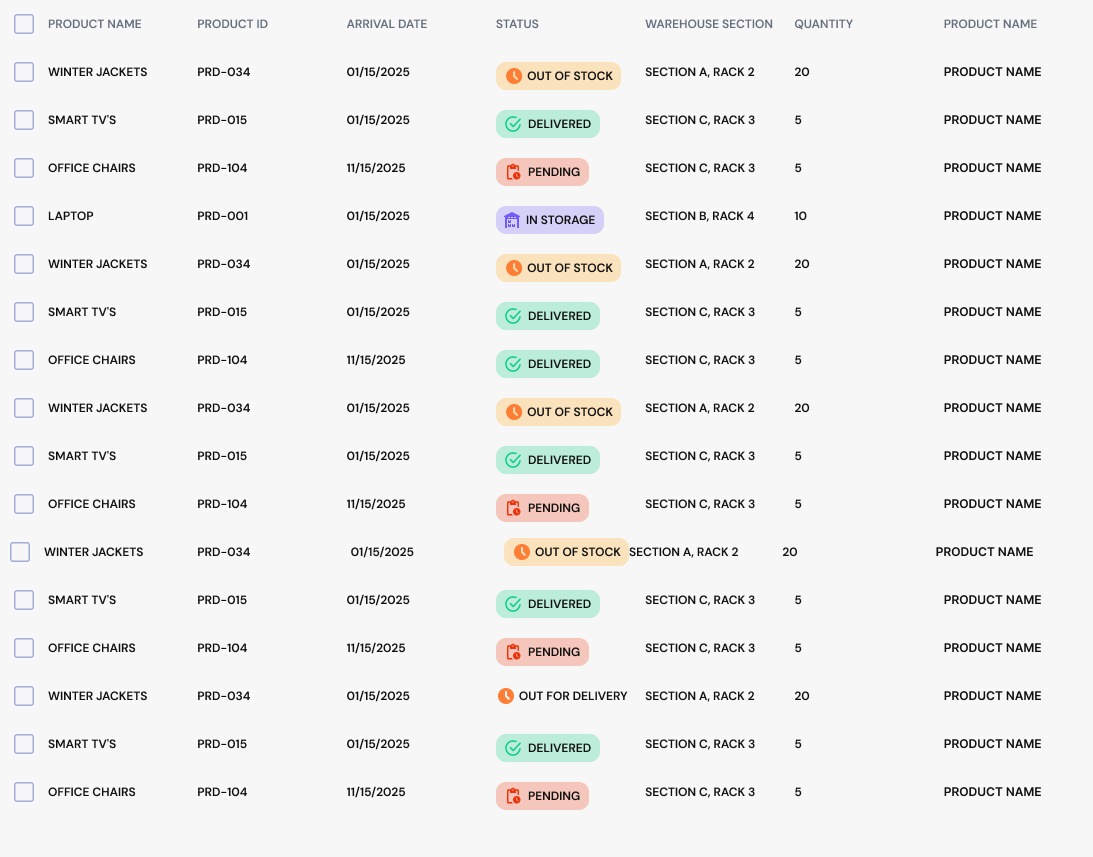 PRODUCT NAME PRODUCT ID ARRIVAL DATE STATUS WAREHOUSE SECTION QUANTITY PRODUCT NAME
WINTER JACKETS PRD-034 01/15/2025 OUT OF STOCK SECTION A, RACK 2 20 PRODUCT NAME
SMART TV'S PRD-015 01/15/2025 DELIVERED SECTION C, RACK 3 5 PRODUCT NAME
OFFICE CHAIRS PRD-104 11/15/2025 PENDING SECTION C, RACK 3 5 PRODUCT NAME
LAPTOP PRD-001 01/15/2025 IN STORAGE SECTION B, RACK 4 10 PRODUCT NAME
WINTER JACKETS PRD-034 01/15/2025 OUT OF STOCK SECTION A, RACK 2 20 PRODUCT NAME
SMART TV'S PRD-015 01/15/2025 DELIVERED SECTION C, RACK 3 5 PRODUCT NAME
OFFICE CHAIRS PRD-104 11/15/2025 DELIVERED SECTION C, RACK 3 5 PRODUCT NAME
WINTER JACKETS PRD-034 01/15/2025 OUT OF STOCK SECTION A, RACK 2 20 PRODUCT NAME
SMART TV'S PRD-015 01/15/2025 DELIVERED SECTION C, RACK 3 5 PRODUCT NAME
OFFICE CHAIRS PRD-104 11/15/2025 PENDING SECTION C, RACK 3 5 PRODUCT NAME
WINTER JACKETS PRD-034 01/15/2025 OUT OF STOCK SECTION A, RACK 2 20 PRODUCT NAME
SMART TV'S PRD-015 01/15/2025 DELIVERED SECTION C, RACK 3 5 PRODUCT NAME
OFFICE CHAIRS PRD-104 11/15/2025 PENDING SECTION C, RACK 3 5 PRODUCT NAME
WINTER JACKETS PRD-034 01/15/2025 OUT FOR DELIVERY SECTION A, RACK 2 20 PRODUCT NAME
SMART TV'S PRD-015 01/15/2025 DELIVERED SECTION C, RACK 3 5 PRODUCT NAME
OFFICE CHAIRS PRD-104 11/15/2025 PENDING SECTION C, RACK 3 5 PRODUCT NAME